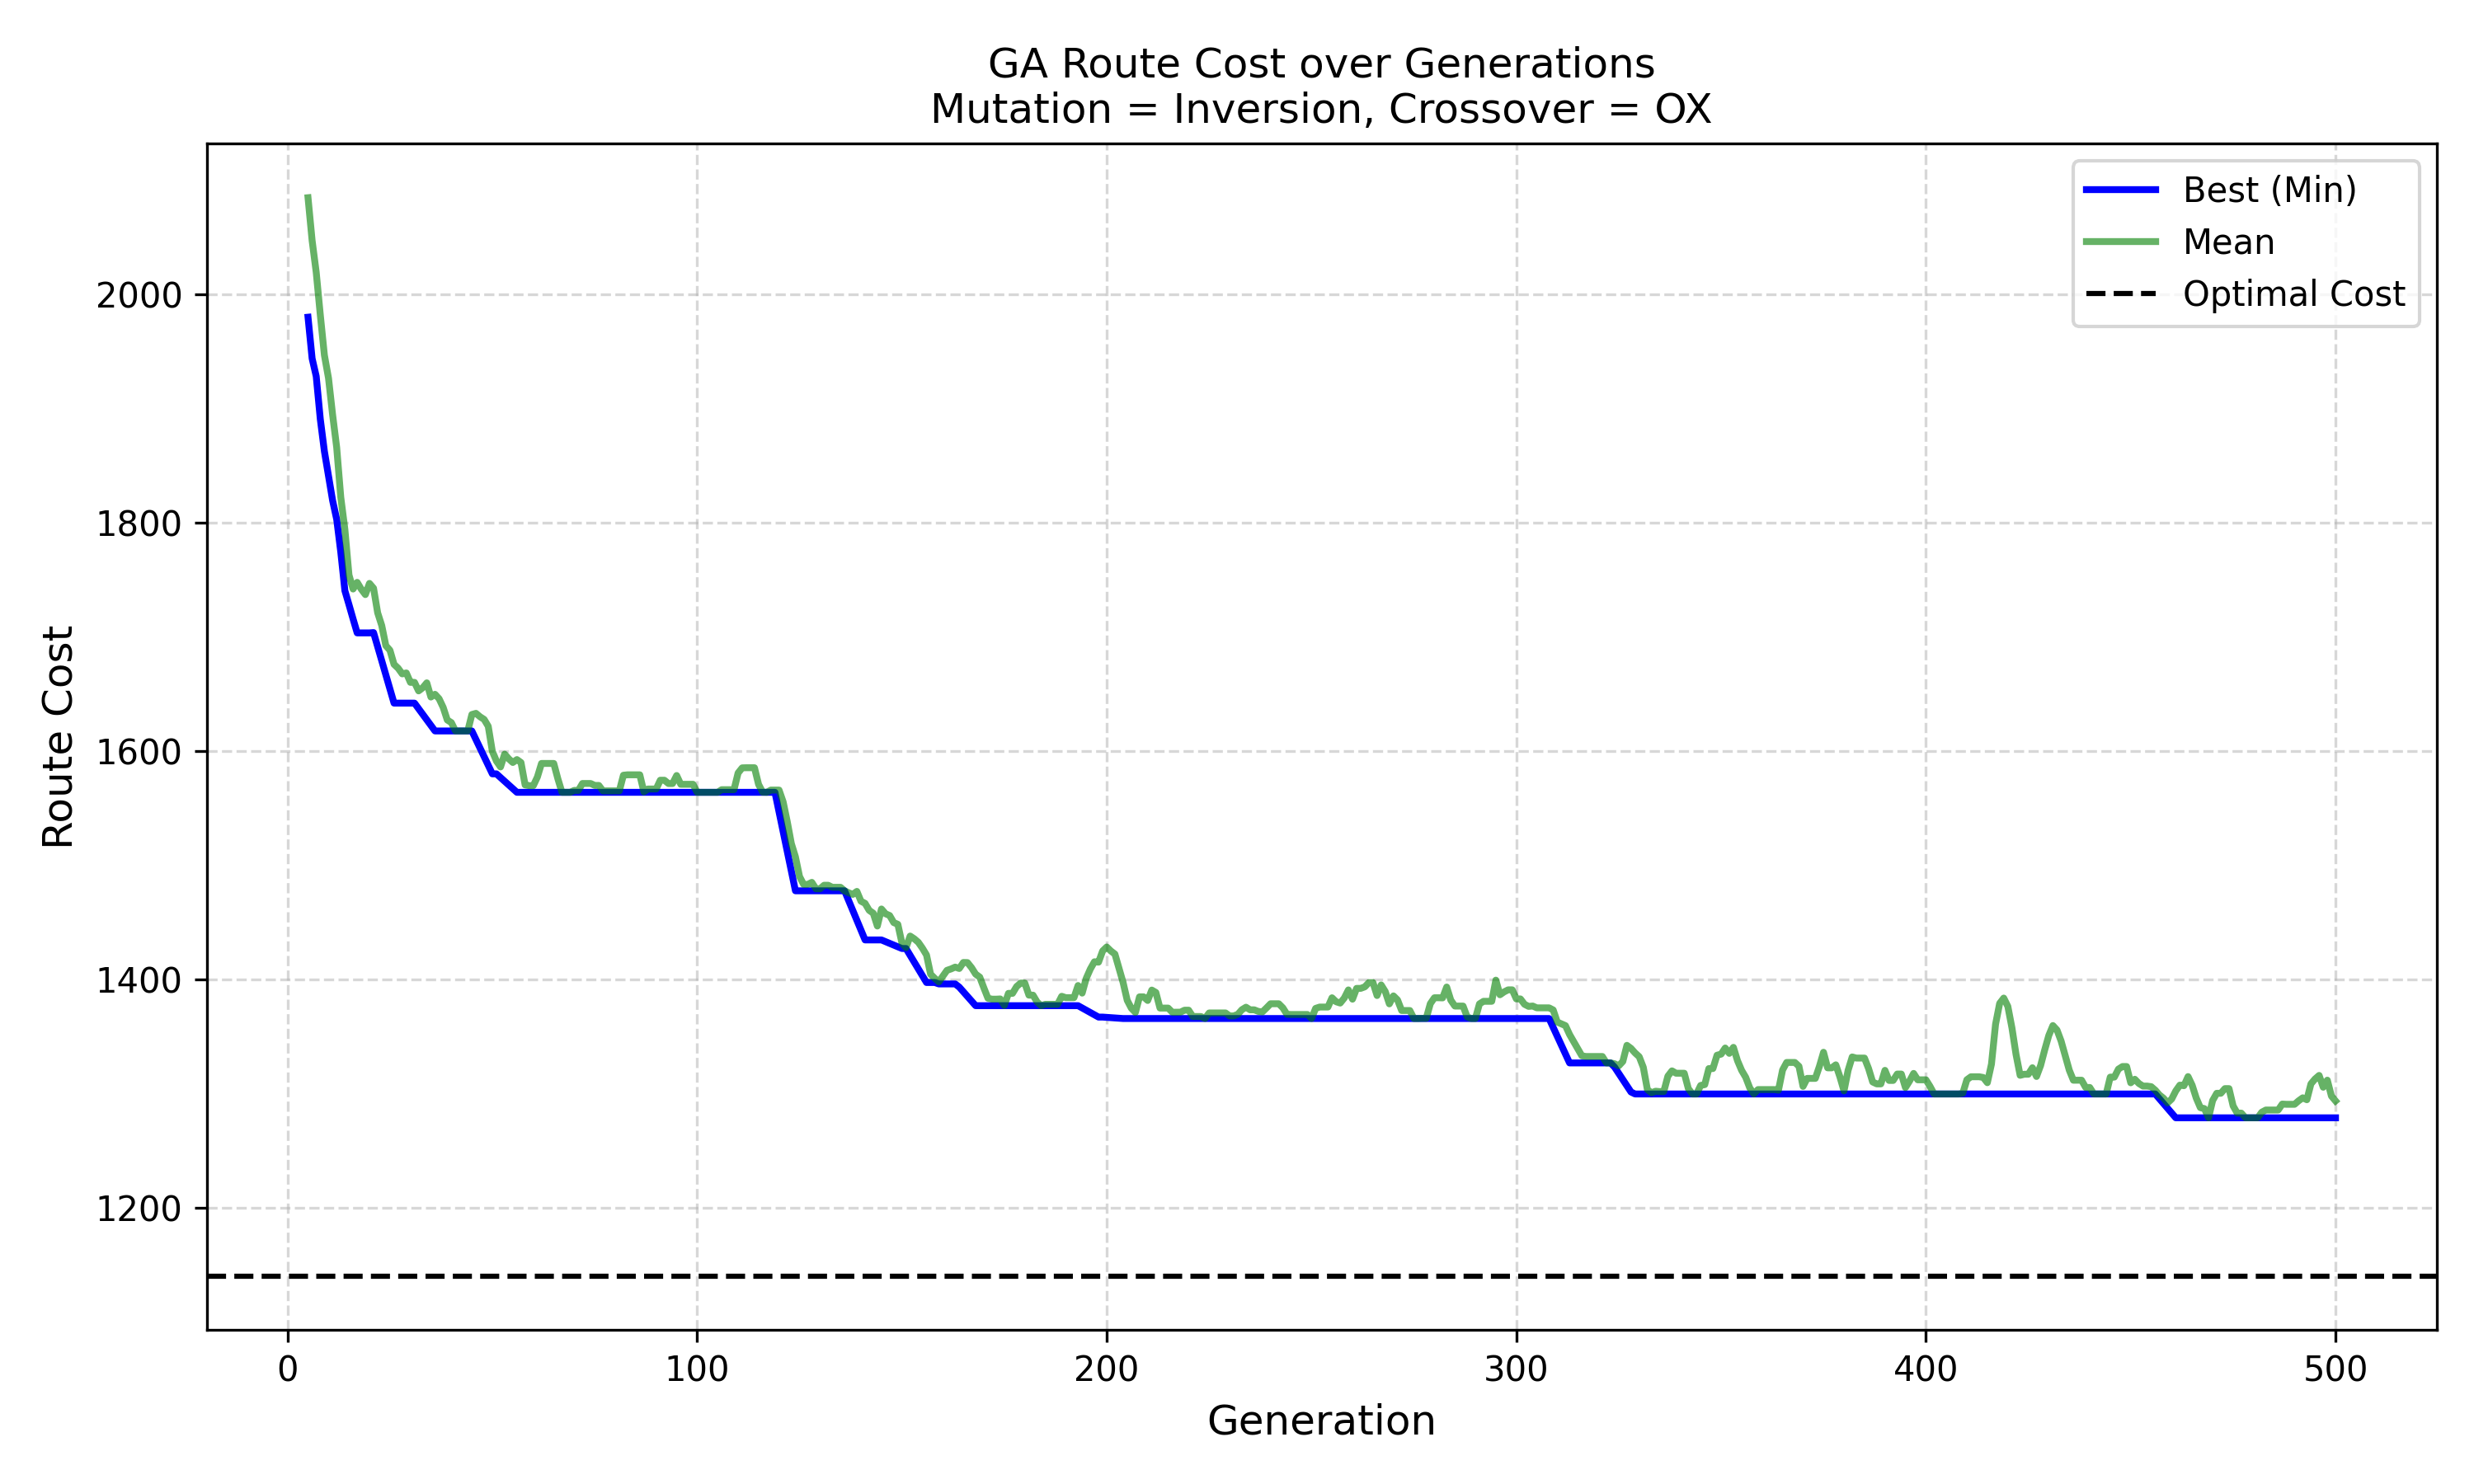 GA Route Cost over Generations
Mutation = Inversion, Crossover = OX
Best (Min)
Mean
Optimal Cost
Route Cost
2000
1800
1600
1400
1200
0 100 200 300 400 500
Generation